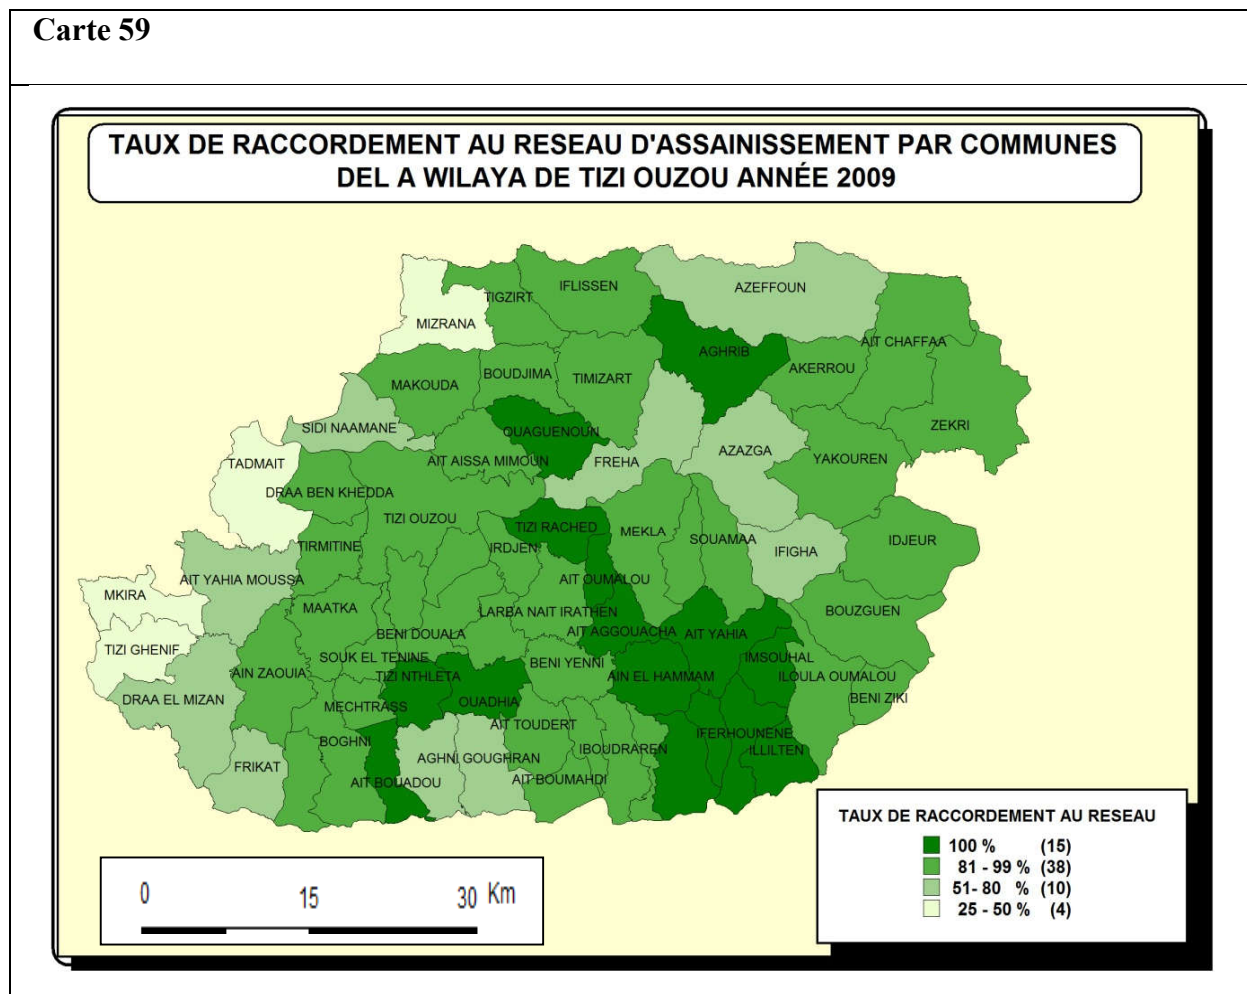 Carte 59
TAUX DE RACCORDEMENT AU RESEAU D'ASSAINISSEMENT PAR COMMUNES
DEL A WILAYA DE TIZI OUZOU ANNÉE 2009
IFLISSEN
AZEFFOUN
TIGZIRT
MIZRANA
AIT CHAFFAA
AGHRIB
AKERROU
BOUDJIMA
TIMIZART
MAKOUDA
ZEKRI
SIDI NAAMANE
OUAGUENOUN
AZAZGA
YAKOUREN
TADMAIT
AIT AISSA MIMOUN
FREHA
DRAA BEN KHEDDA
TIZI OUZOU
TIZI RACHED
MEKLA
SOUAMAA
IDJEUR
TIRMITINE
IRDJEN
IFIGHA
AIT YAHIA MOUSSA
AIT OUMALOU
MKIRA
MAATKA
LARBA NAIT IRATHEN
BOUZGUEN
BENI DOUALA
AIT AGGOUACHA
AIT YAHIA
TIZI GHENIF
SOUK EL TENINE
BENI YENNI
IMSOUHAL
AIN ZAOUIA
TIZI NTHLETA
AIN EL HAMMAM
ILOULA OUMALOU
DRAA EL MIZAN
MECHTRASS
OUADHIA
BENI ZIKI
AIT TOUDERT
BOGHNI
IBOUDRAREN
IFERHOUNENE
ILLILTEN
FRIKAT
AGHNI GOUGHRAN
AIT BOUADOU
AIT BOUMAHDI
TAUX DE RACCORDEMENT AU RESEAU
100 % (15)
81 - 99 % (38)
51- 80 % (10)
25 - 50 % (4)
0 15 30 Km